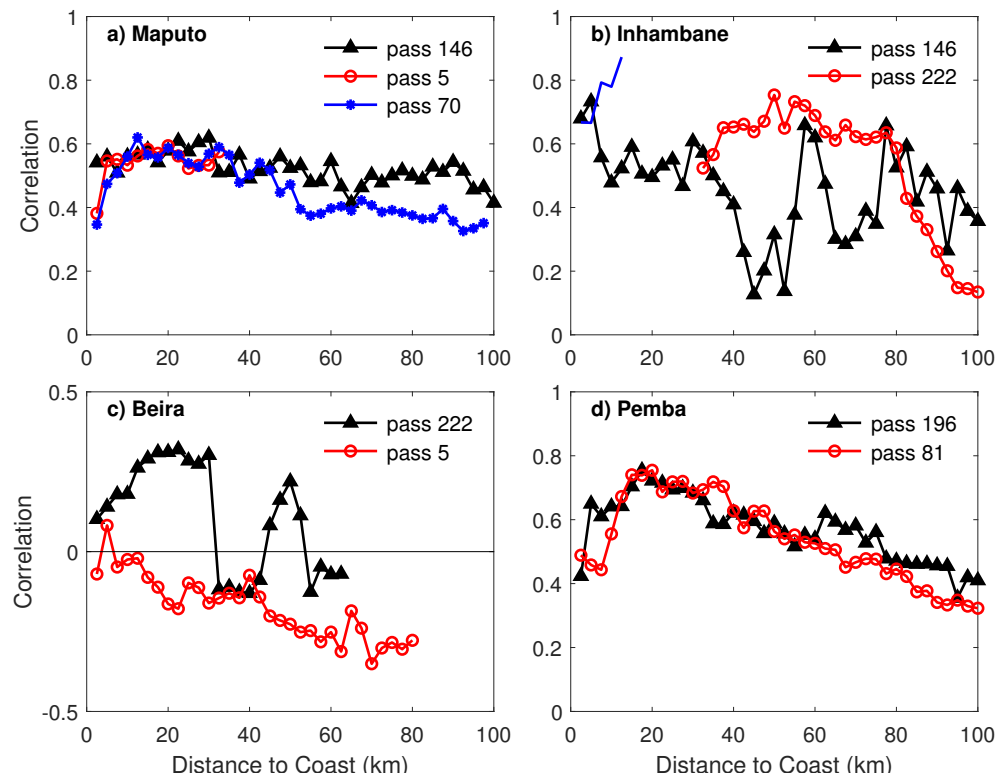 a) Maputo
pass 146
pass 5
pass 70
1
0.8
0.6
0.4
0.2
0
0 20 40 60 80 100
Correlation
b) Inhambane
pass 146
pass 222
1
0.8
0.6
0.4
0.2
0
0 20 40 60 80 100
c) Beira
pass 222
pass 5
0.5
0
-0.5
0 20 40 60 80 100
Correlation
Distance to Coast (km)
d) Pemba
pass 196
pass 81
1
0.8
0.6
0.4
0.2
0
0 20 40 60 80 100
Distance to Coast (km)